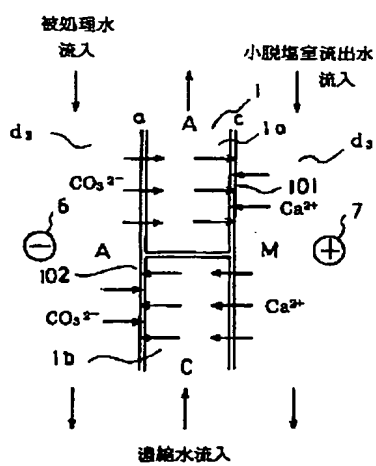 被処理水
流入
小脱塩室流出水
流入
a A 1 c
1a
d₂ d₃
CO₃²⁻ 101
Ca²⁺
6 7
− A M +
102
CO₃²⁻ Ca²⁺
1b
C
濃縮水流入